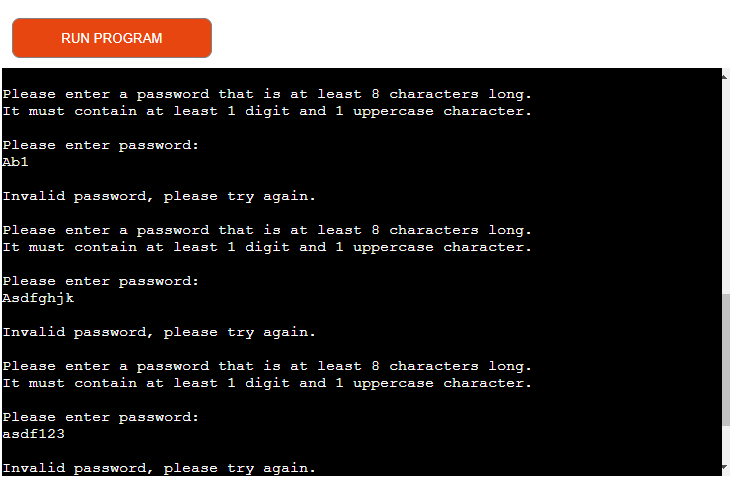 RUN PROGRAM
Please enter a password that is at least 8 characters long.
It must contain at least 1 digit and 1 uppercase character.
Please enter password:
Ab1
Invalid password, please try again.
Please enter a password that is at least 8 characters long.
It must contain at least 1 digit and 1 uppercase character.
Please enter password:
Asdfghjk
Invalid password, please try again.
Please enter a password that is at least 8 characters long.
It must contain at least 1 digit and 1 uppercase character.
Please enter password:
asdf123
Invalid password, please try again.